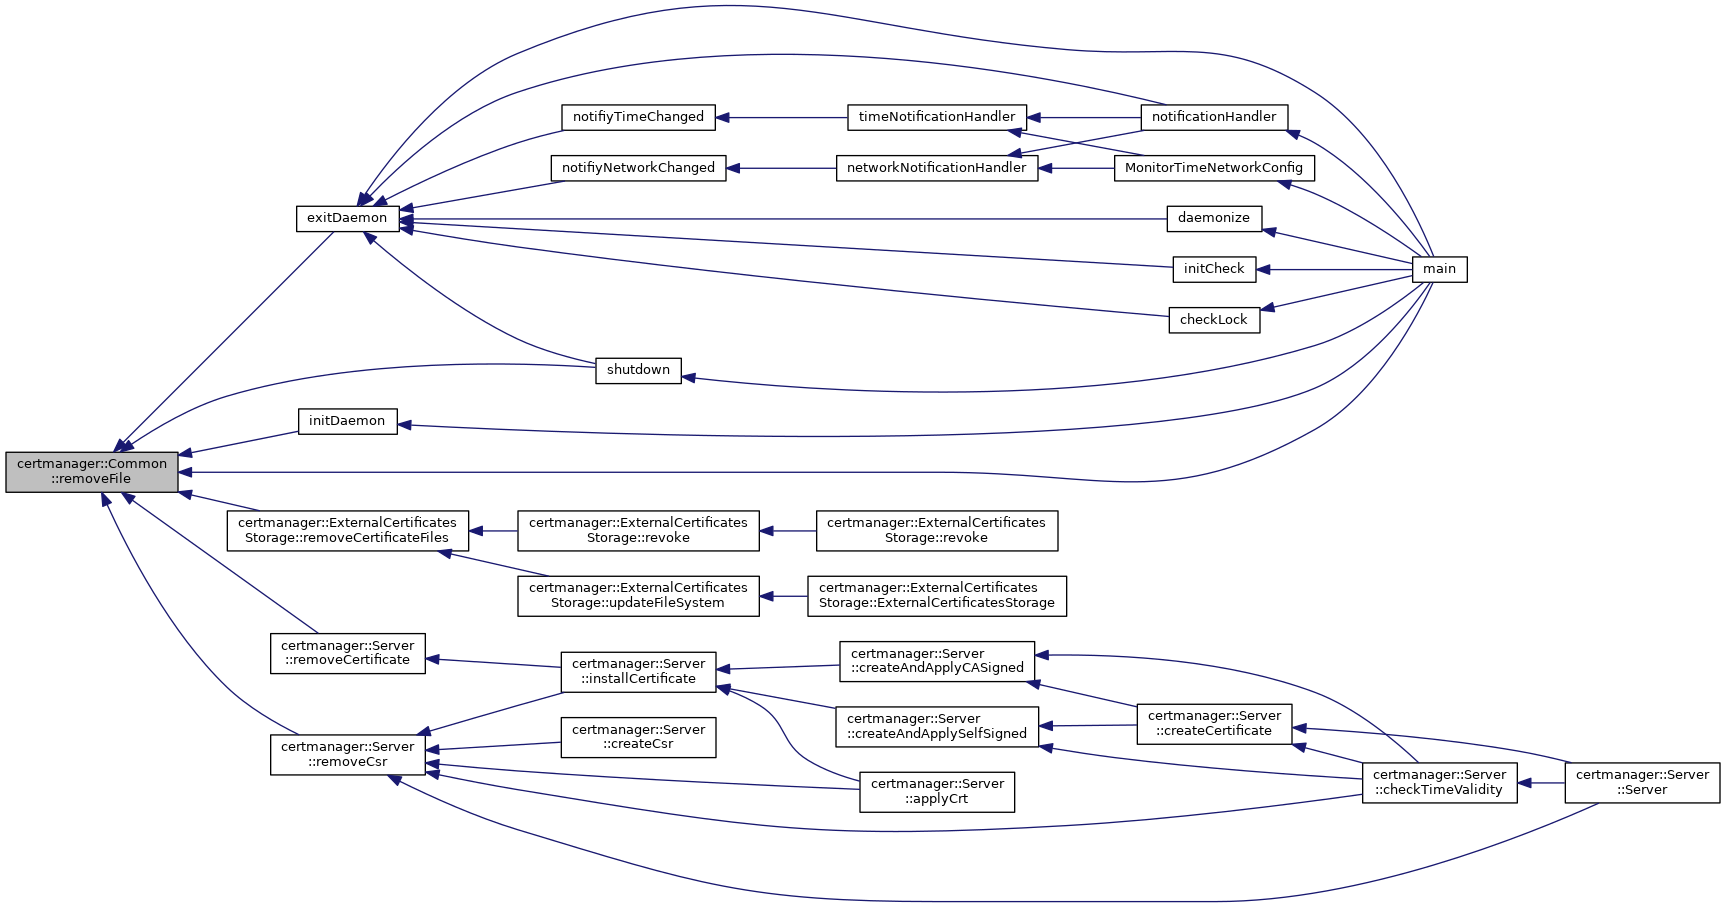 notifiyTimeChanged
timeNotificationHandler
notificationHandler
notifiyNetworkChanged
networkNotificationHandler
MonitorTimeNetworkConfig
exitDaemon
daemonize
initCheck
main
checkLock
shutdown
initDaemon
certmanager::Common
::removeFile
certmanager::ExternalCertificates
Storage::removeCertificateFiles
certmanager::ExternalCertificates
Storage::revoke
certmanager::ExternalCertificates
Storage::revoke
certmanager::ExternalCertificates
Storage::updateFileSystem
certmanager::ExternalCertificates
Storage::ExternalCertificatesStorage
certmanager::Server
::removeCertificate
certmanager::Server
::installCertificate
certmanager::Server
::createAndApplyCASigned
certmanager::Server
::createAndApplySelfSigned
certmanager::Server
::createCertificate
certmanager::Server
::removeCsr
certmanager::Server
::createCsr
certmanager::Server
::applyCrt
certmanager::Server
::checkTimeValidity
certmanager::Server
::Server